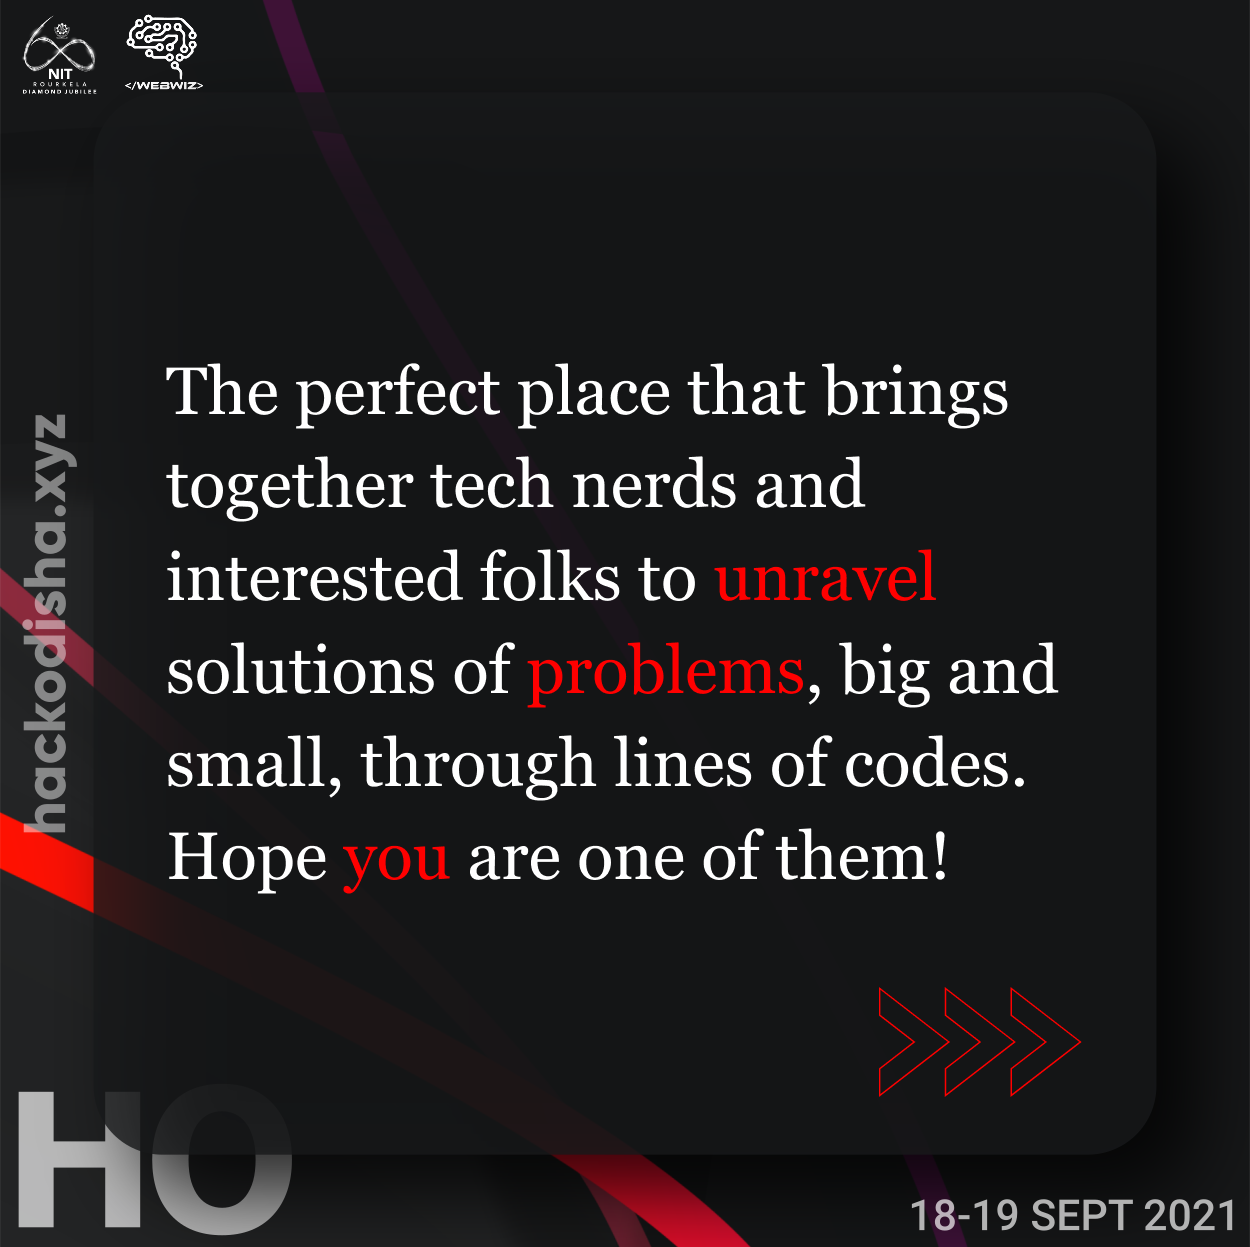 60
NIT
ROURKELA
DIAMOND JUBILEE
</WEBWIZ>
The perfect place that brings
together tech nerds and
interested folks to unravel
solutions of problems, big and
small, through lines of codes.
Hope you are one of them!
hackodisha.xyz
HO
18-19 SEPT 2021